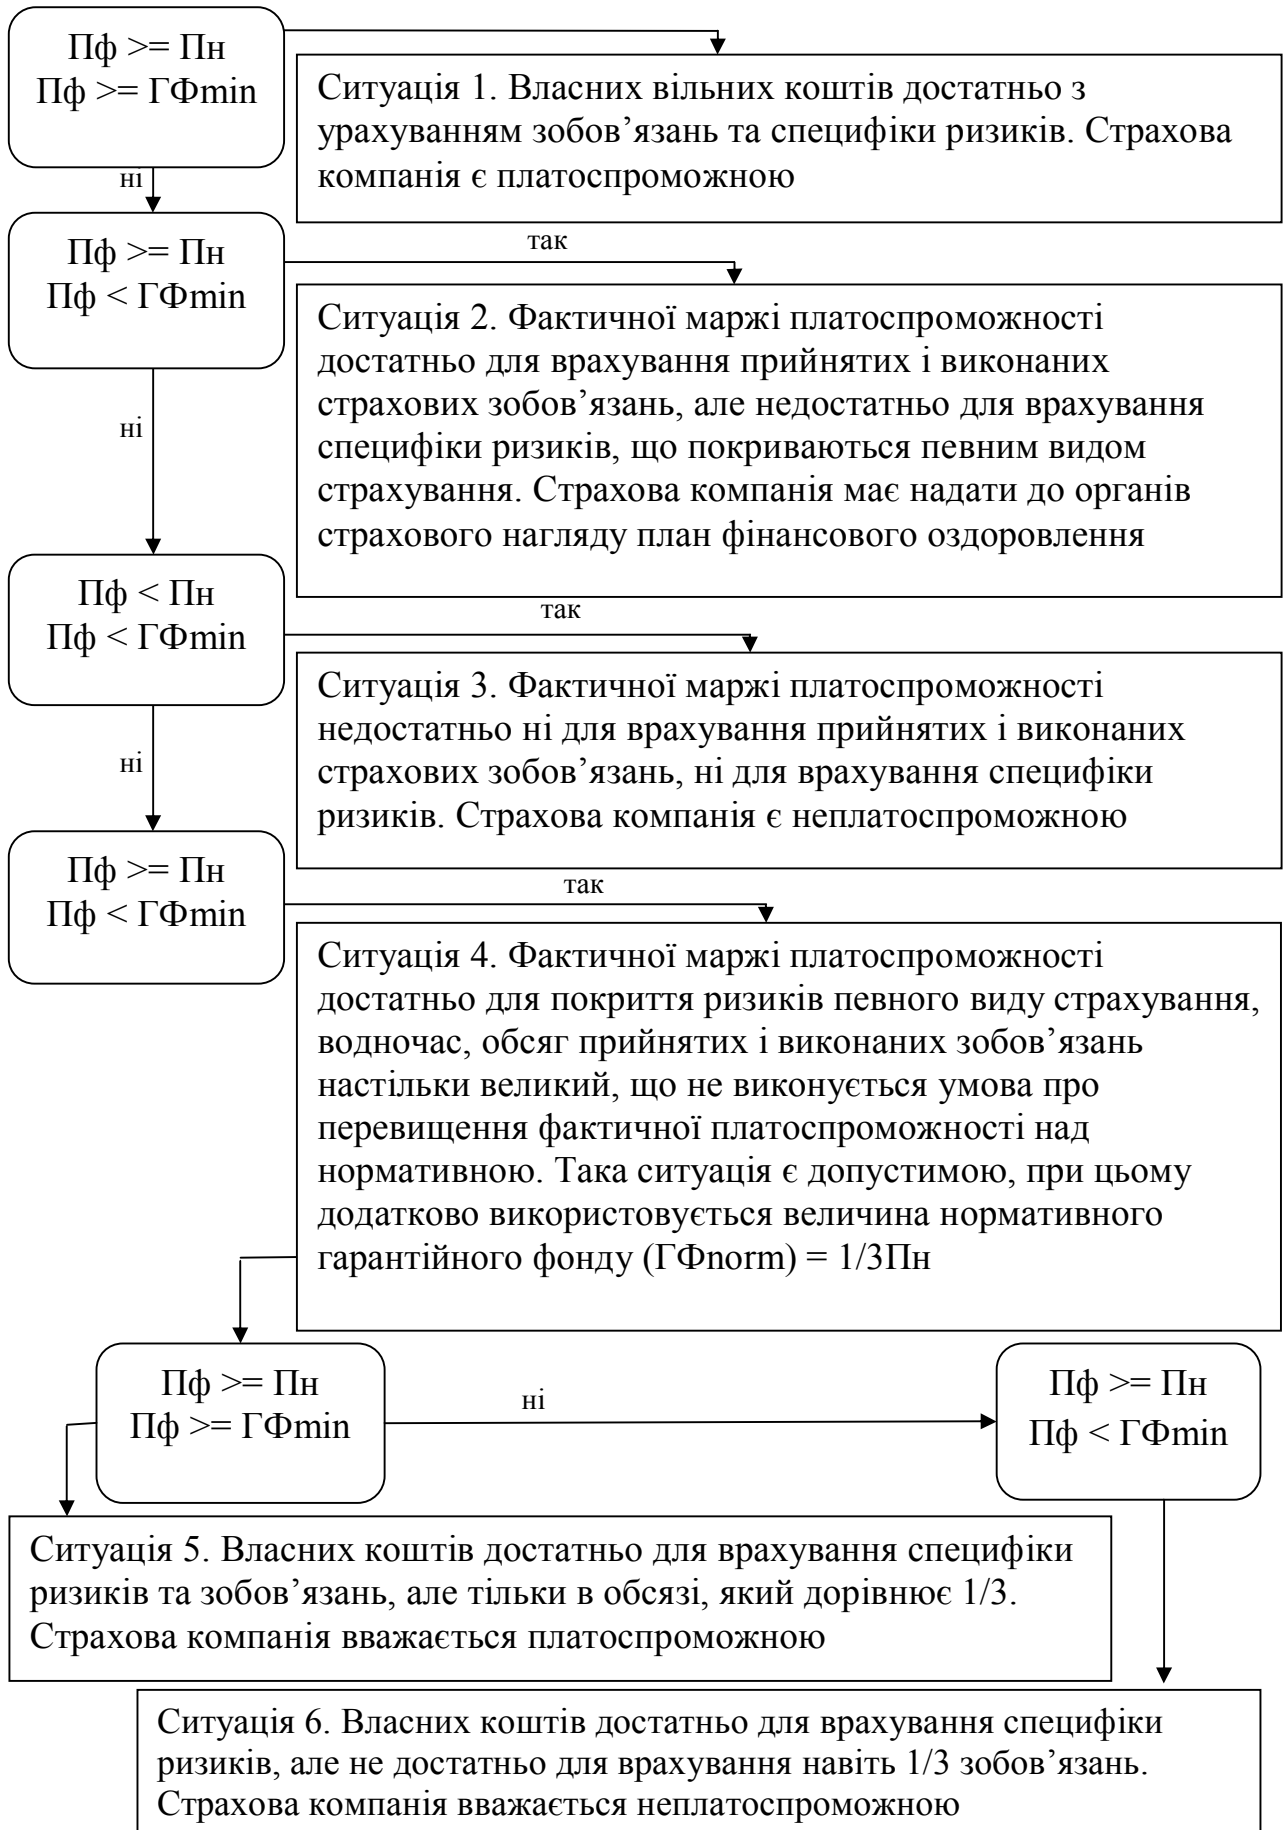 Пф >= Пн
Пф >= ГФmin
Ситуація 1. Власних вільних коштів достатньо з
урахуванням зобов’язань та специфіки ризиків. Страхова
компанія є платоспроможною
ні
Пф >= Пн
Пф < ГФmin
так
Ситуація 2. Фактичної маржі платоспроможності
достатньо для врахування прийнятих і виконаних
страхових зобов’язань, але недостатньо для врахування
специфіки ризиків, що покриваються певним видом
страхування. Страхова компанія має надати до органів
страхового нагляду план фінансового оздоровлення
ні
Пф < Пн
Пф < ГФmin
так
Ситуація 3. Фактичної маржі платоспроможності
недостатньо ні для врахування прийнятих і виконаних
страхових зобов’язань, ні для врахування специфіки
ризиків. Страхова компанія є неплатоспроможною
ні
Пф >= Пн
Пф < ГФmin
так
Ситуація 4. Фактичної маржі платоспроможності
достатньо для покриття ризиків певного виду страхування,
водночас, обсяг прийнятих і виконаних зобов’язань
настільки великий, що не виконується умова про
перевищення фактичної платоспроможності над
нормативною. Така ситуація є допустимою, при цьому
додатково використовується величина нормативного
гарантійного фонду (ГФnorm) = 1/3Пн
Пф >= Пн
Пф >= ГФmin
ні
Пф >= Пн
Пф < ГФmin
Ситуація 5. Власних коштів достатньо для врахування специфіки
ризиків та зобов’язань, але тільки в обсязі, який дорівнює 1/3.
Страхова компанія вважається платоспроможною
Ситуація 6. Власних коштів достатньо для врахування специфіки
ризиків, але не достатньо для врахування навіть 1/3 зобов’язань.
Страхова компанія вважається неплатоспроможною